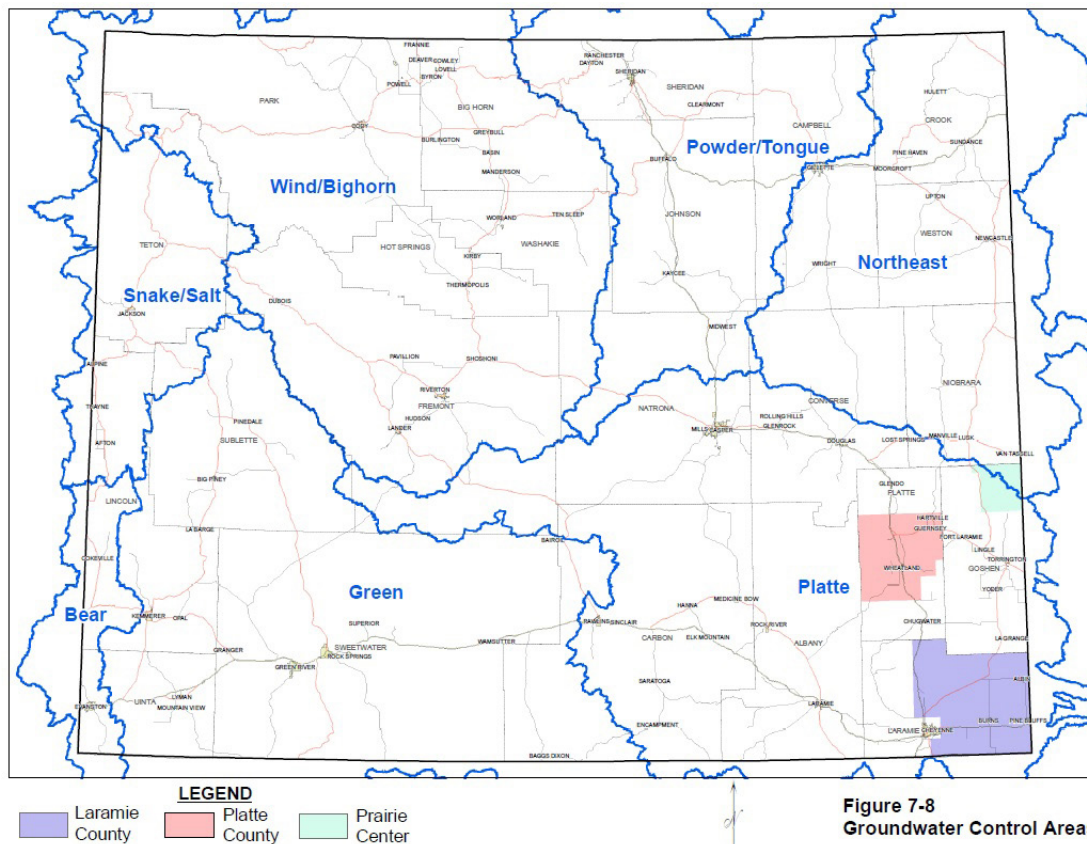 FRANNIE
DEAVER COWLEY
LOVELL
BYRON
POWELL
RANCHESTER
DAYTON
SHERIDAN
SHERIDAN
HULETT
PARK
BIG HORN
CLEARMONT
CROOK
CODY
CAMPBELL
GREYBULL
BURLINGTON
SUNDANCE
Powder/Tongue
PINE HAVEN
BASIN
BUFFALO
GILLETTE
MOORCROFT
MANDERSON
Wind/Bighorn
UPTON
WORLAND
TEN SLEEP
JOHNSON
WESTON
TETON
HOT SPRINGS
WASHAKIE
NEWCASTLE
KIRBY
WRIGHT
Northeast
KAYCEE
THERMOPOLIS
Snake/Salt
DUBOIS
JACKSON
MIDWEST
PAVILLION
SHOSHONI
ALPINE
NIOBRARA
RIVERTON
FREMONT
CONVERSE
THAYNE
HUDSON
NATRONA
ROLLING HILLS
PINEDALE
LANDER
MILLS
CASPER
GLENROCK
SUBLETTE
AFTON
DOUGLAS
LOST SPRINGS
MANVILLE
LUSK
VAN TASSELL
BIG PINEY
GLENDO
LINCOLN
PLATTE
HARTVILLE
LA BARGE
GUERNSEY
FORT LARAMIE
BAIROIL
LINGLE
COKEVILLE
TORRINGTON
WHEATLAND
GOSHEN
Green
Platte
YODER
Bear
MEDICINE BOW
KEMMERER
OPAL
HANNA
SUPERIOR
RAWLINS
SINCLAIR
ROCK RIVER
CHUGWATER
CARBON
ELK MOUNTAIN
WAMSUTTER
ALBANY
LA GRANGE
SWEETWATER
GRANGER
ROCK SPRINGS
GREEN RIVER
SARATOGA
ALBIN
LYMAN
UINTA
MOUNTAIN VIEW
EVANSTON
LARAMIE
ENCAMPMENT
BURNS
PINE BLUFFS
LARAMIE
CHEYENNE
BAGGS
DIXON
LEGEND
Laramie County
Platte County
Prairie Center
N
Figure 7-8
Groundwater Control Area